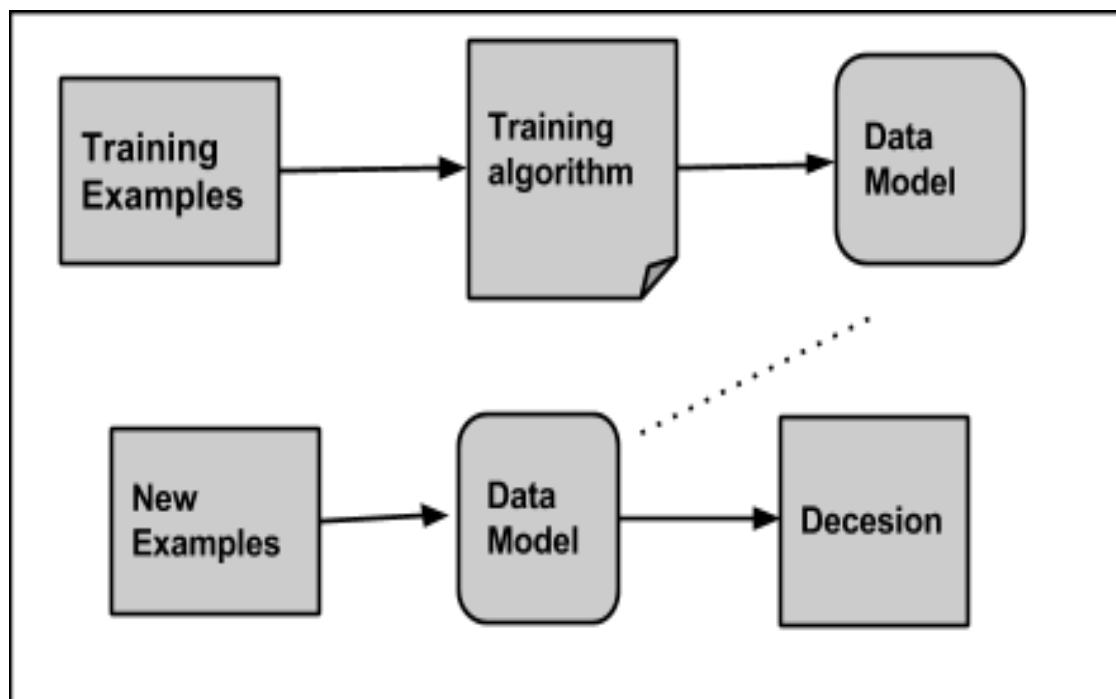 Training
Examples
Training
algorithm
Data
Model
New
Examples
Data
Model
Decesion